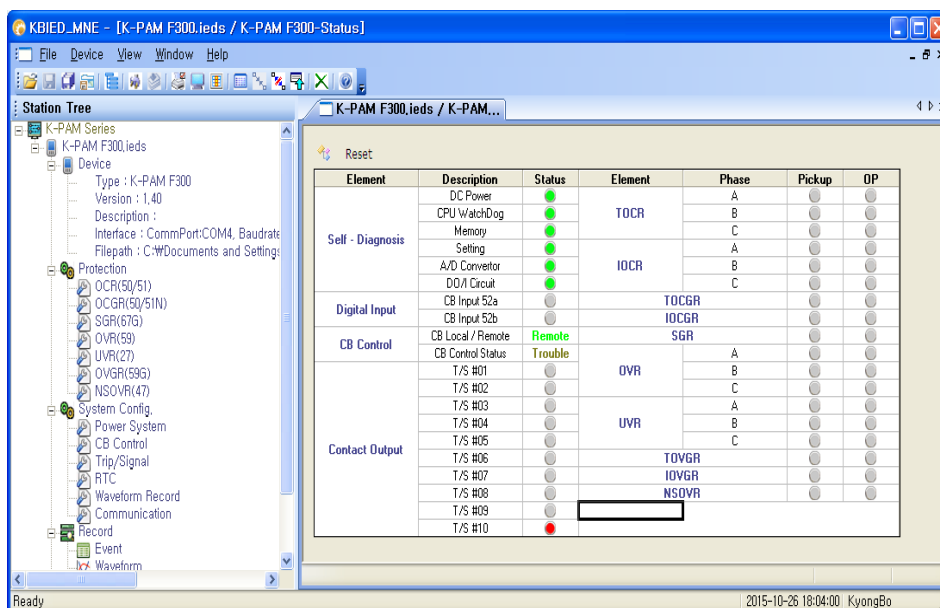 KBIED_MNE - [K-PAM F300.ieds / K-PAM F300-Status]
File Device View Window Help
Station Tree
K-PAM Series
K-PAM F300.ieds
Device
Type : K-PAM F300
Version : 1.40
Description :
Interface : CommPort:COM4, Baudrate
Filepath : C:₩Documents and Settings
Protection
OCR(50/51)
OCGR(50/51N)
SGR(67G)
OVR(59)
UVR(27)
OVGR(59G)
NSOVR(47)
System Config.
Power System
CB Control
Trip/Signal
RTC
Waveform Record
Communication
Record
Event
Waveform
K-PAM F300.ieds / K-PAM...
Reset
Element Description Status Element Phase Pickup OP
Self - Diagnosis
DC Power
CPU WatchDog
Memory
Setting
A/D Convertor
DO/I Circuit
Digital Input
CB Input 52a
CB Input 52b
CB Control
CB Local / Remote Remote
CB Control Status Trouble
Contact Output
T/S #01
T/S #02
T/S #03
T/S #04
T/S #05
T/S #06
T/S #07
T/S #08
T/S #09
T/S #10
TOCR
A
B
C
IOCR
A
B
C
TOCGR
IOCGR
SGR
OVR
A
B
C
UVR
A
B
C
TOVGR
IOVGR
NSOVR
Ready
2015-10-26 18:04:00 KyongBo